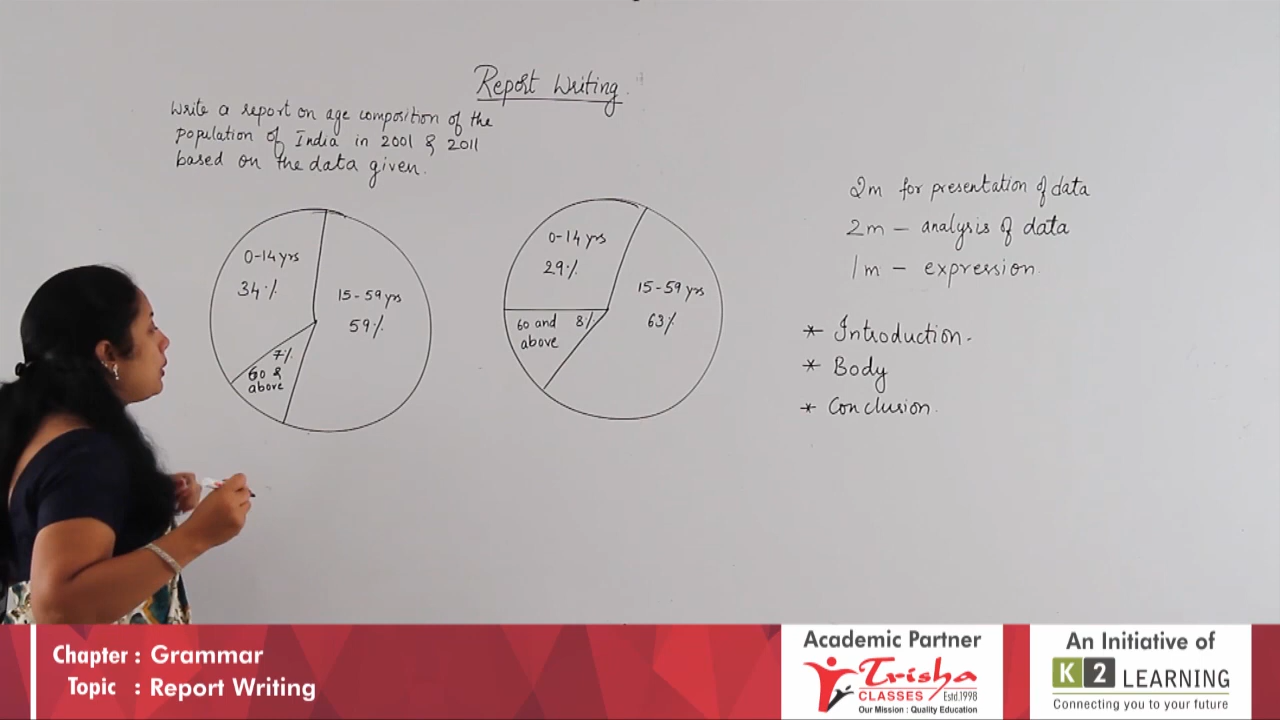 Report Writing.
Write a report on age composition of the
population of India in 2001 & 2011
based on the data given.
0-14 yrs
34%
15-59 yrs
59%
7%
60 &
above
0-14 yrs
29%
15-59 yrs
63%
60 and 8%
above
2m for presentation of data
2m - analysis of data
1m - expression.
* Introduction.
* Body
* Conclusion.
Chapter : Grammar
Topic : Report Writing
Academic Partner
Trisha
CLASSES Estd.1998
Our Mission : Quality Education
An Initiative of
K2 LEARNING
Connecting you to your future